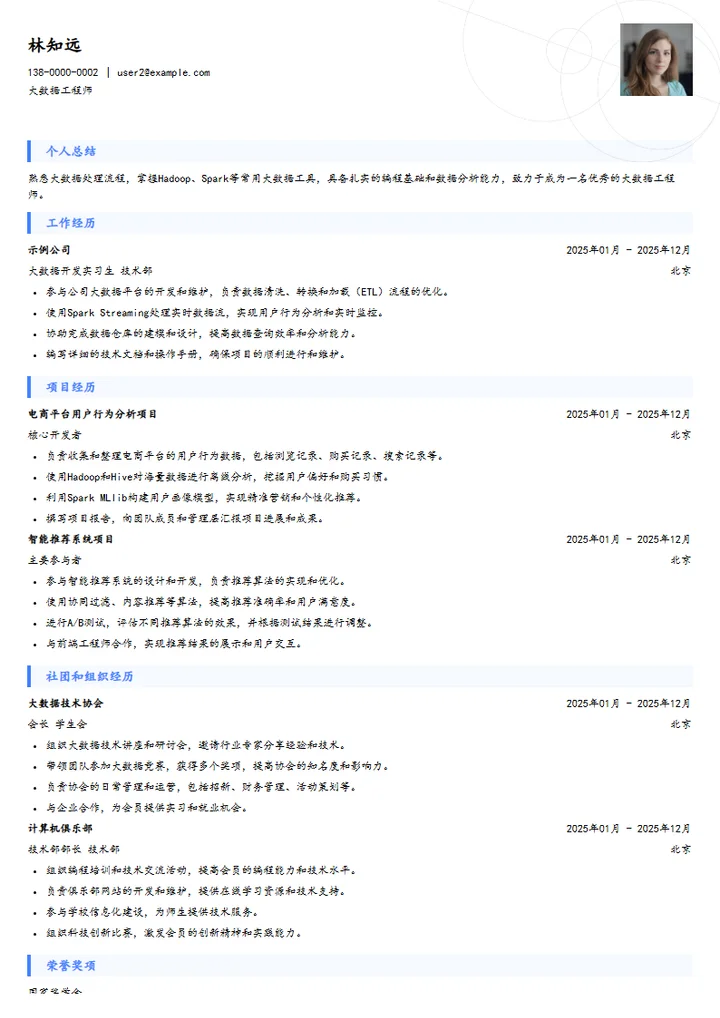 林知远
138-0000-0002 | user2@example.com
大数据工程师
个人总结
熟悉大数据处理流程，掌握Hadoop、Spark等常用大数据工具，具备扎实的编程基础和数据分析能力，致力于成为一名优秀的大数据工程
师。
工作经历
示例公司 2025年01月 - 2025年12月
大数据开发实习生 技术部 北京
• 参与公司大数据平台的开发和维护，负责数据清洗、转换和加载（ETL）流程的优化。
• 使用Spark Streaming处理实时数据流，实现用户行为分析和实时监控。
• 协助完成数据仓库的建模和设计，提高数据查询效率和分析能力。
• 编写详细的技术文档和操作手册，确保项目的顺利进行和维护。
项目经历
电商平台用户行为分析项目 2025年01月 - 2025年12月
核心开发者 北京
• 负责收集和整理电商平台的用户行为数据，包括浏览记录、购买记录、搜索记录等。
• 使用Hadoop和Hive对海量数据进行离线分析，挖掘用户偏好和购买习惯。
• 利用Spark MLlib构建用户画像模型，实现精准营销和个性化推荐。
• 撰写项目报告，向团队成员和管理层汇报项目进展和成果。
智能推荐系统项目 2025年01月 - 2025年12月
主要参与者 北京
• 参与智能推荐系统的设计和开发，负责推荐算法的实现和优化。
• 使用协同过滤、内容推荐等算法，提高推荐准确率和用户满意度。
• 进行A/B测试，评估不同推荐算法的效果，并根据测试结果进行调整。
• 与前端工程师合作，实现推荐结果的展示和用户交互。
社团和组织经历
大数据技术协会 2025年01月 - 2025年12月
会长 学生会 北京
• 组织大数据技术讲座和研讨会，邀请行业专家分享经验和技术。
• 带领团队参加大数据竞赛，获得多个奖项，提高协会的知名度和影响力。
• 负责协会的日常管理和运营，包括招新、财务管理、活动策划等。
• 与企业合作，为会员提供实习和就业机会。
计算机俱乐部 2025年01月 - 2025年12月
技术部部长 技术部 北京
• 组织编程培训和技术交流活动，提高会员的编程能力和技术水平。
• 负责俱乐部网站的开发和维护，提供在线学习资源和技术支持。
• 参与学校信息化建设，为师生提供技术服务。
• 组织科技创新比赛，激发会员的创新精神和实践能力。
荣誉奖项
国家奖学金